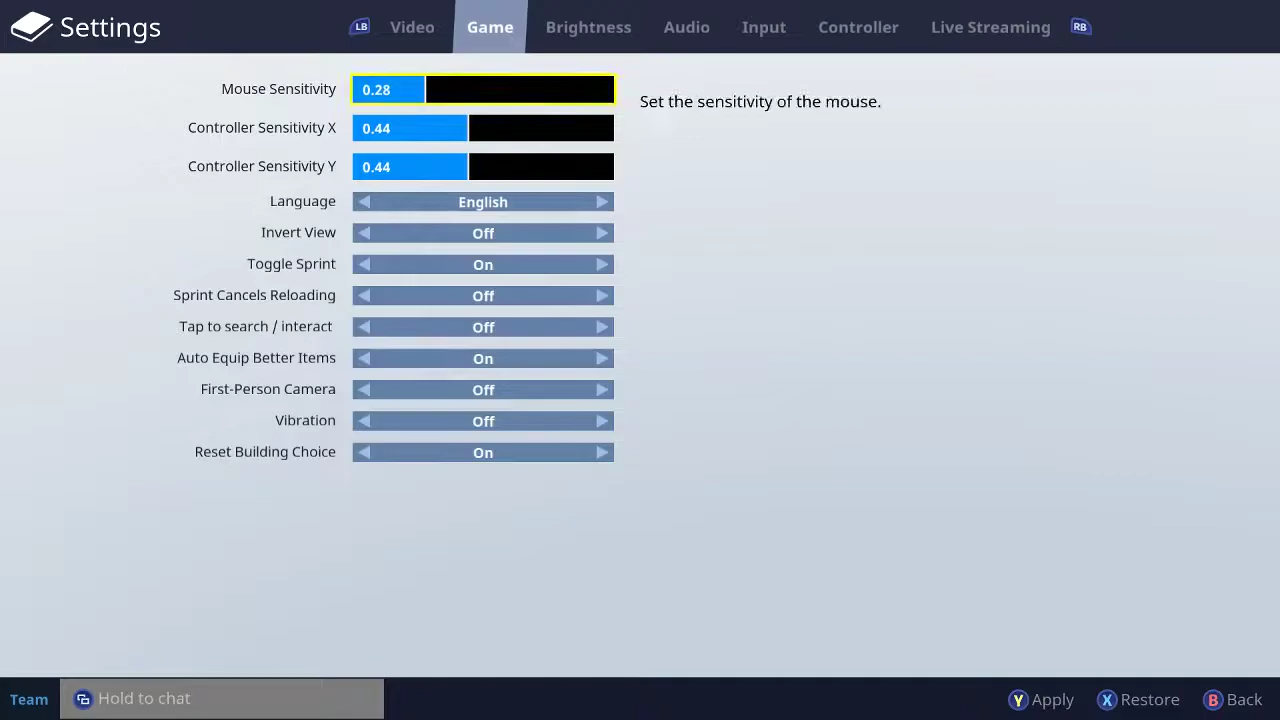 Settings
LB Video Game Brightness Audio Input Controller Live Streaming RB
Mouse Sensitivity 0.28
Set the sensitivity of the mouse.
Controller Sensitivity X 0.44
Controller Sensitivity Y 0.44
Language English
Invert View Off
Toggle Sprint On
Sprint Cancels Reloading Off
Tap to search / interact Off
Auto Equip Better Items On
First-Person Camera Off
Vibration Off
Reset Building Choice On
Team Hold to chat Y Apply X Restore B Back